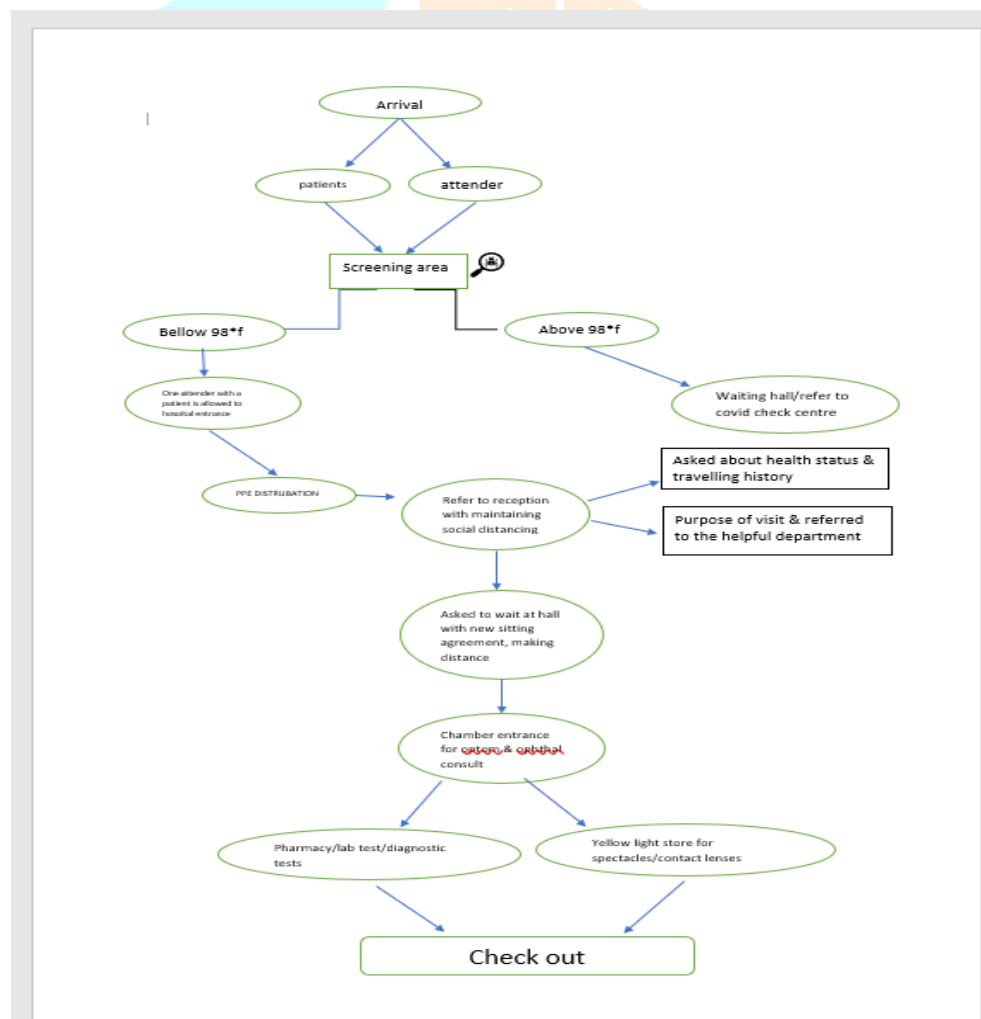 Arrival
patients
attender
Screening area
Bellow 98*f
Above 98*f
One attender with a
patient is allowed to
hospital entrance
Waiting hall/refer to
covid check centre
PPE DISTRUBATION
Refer to reception
with maintaining
social distancing
Asked about health status &
travelling history
Purpose of visit & referred
to the helpful department
Asked to wait at hall
with new sitting
agreement, making
distance
Chamber entrance
for optom & ophthal
consult
Pharmacy/lab test/diagnostic
tests
Yellow light store for
spectacles/contact lenses
Check out